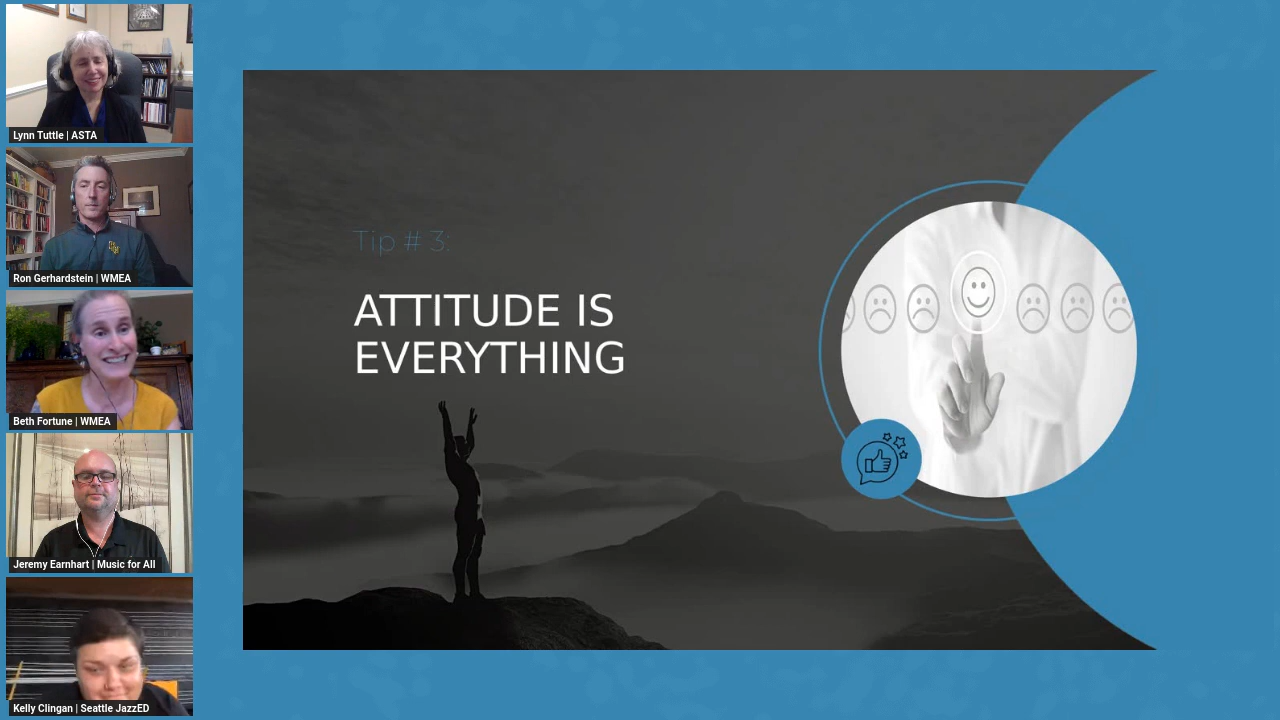 Lynn Tuttle | ASTA
Ron Gerhardstein | WMEA
Beth Fortune | WMEA
Jeremy Earnhart | Music for All
Kelly Clingan | Seattle JazzED
Tip # 3:
ATTITUDE IS
EVERYTHING